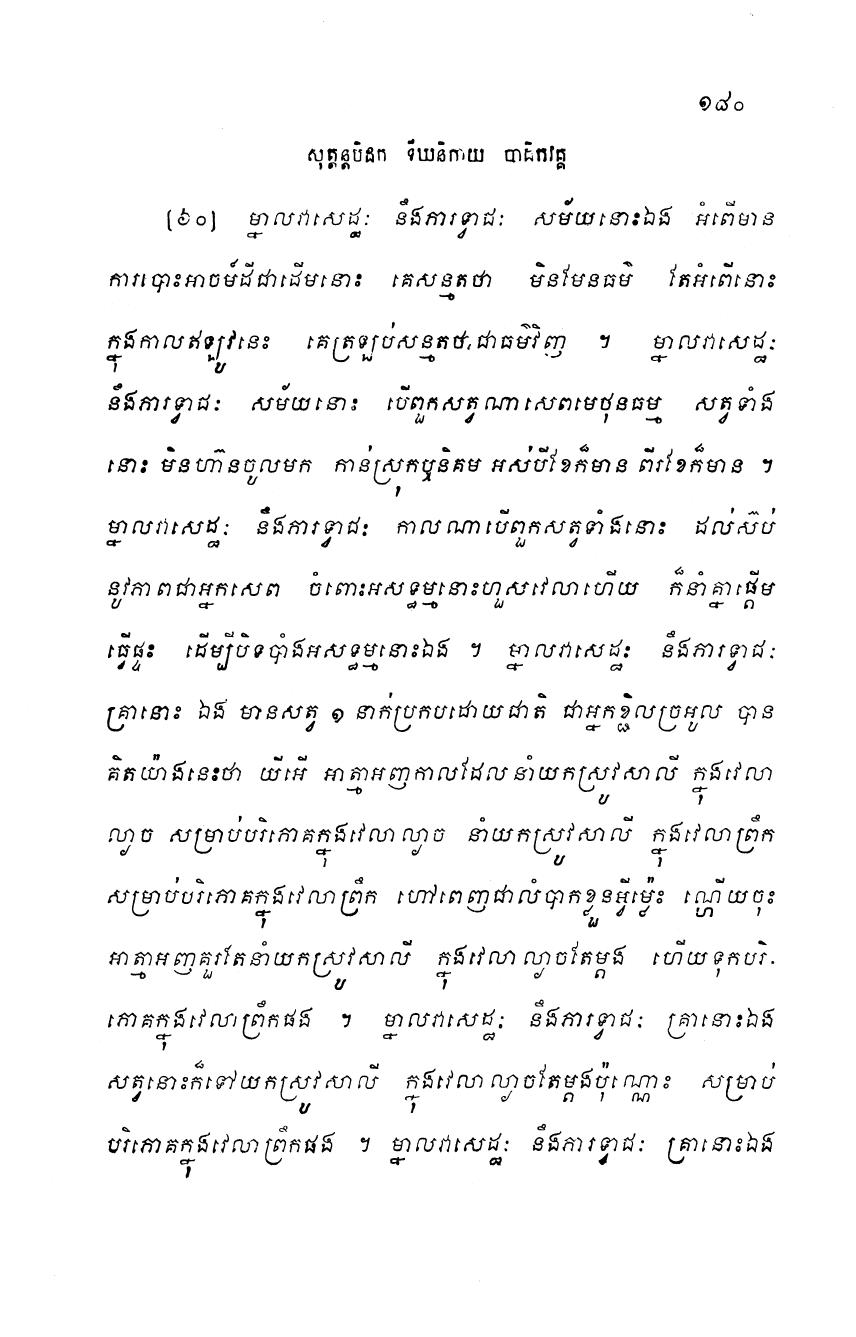 ១៨០
សុត្តន្តបិដក ទីឃនិកាយ បាដិកវគ្គ
[៦០] ម្នាលវាសេដ្ឋៈ នឹងភារទ្វាជៈ សម័យនោះឯង អំពើមាន
ការបោះអាចម៍ដីជាដើមនោះ គេសន្មតថា មិនមែនធម៌ តែអំពើនោះ
ក្នុងកាលឥឡូវនេះ គេត្រឡប់សន្មតថាជាធម៌វិញ ។ ម្នាលវាសេដ្ឋៈ
នឹងភារទ្វាជៈ សម័យនោះ បើពួកសត្វណាសេពមេថុនធម្ម សត្វទាំង
នោះ មិនហ៊ានចូលមក កាន់ស្រុកឬនិគម អស់បីខែក៏មាន ពីរខែក៏មាន ។
ម្នាលវាសេដ្ឋៈ នឹងភារទ្វាជៈ កាលណាបើពួកសត្វទាំងនោះ ដល់ស៊ប់
នូវភាពជាអ្នកសេព ចំពោះអសទ្ធម្មនោះហួសវេលាហើយ ក៏នាំគ្នាផ្តើម
ធ្វើផ្ទះ ដើម្បីបិទបាំងអសទ្ធម្មនោះឯង ។ ម្នាលវាសេដ្ឋៈ នឹងភារទ្វាជៈ
គ្រានោះ ឯង មានសត្វ ១ នាក់ប្រកបដោយជាតិ ជាអ្នកខ្ជិលច្រអូល បាន
គិតយ៉ាងនេះថា យីអើ អាត្មាអញកាលដែលនាំយកស្រូវសាលី ក្នុងវេលា
ល្ងាច សម្រាប់បរិភោគក្នុងវេលាល្ងាច នាំយកស្រូវសាលី ក្នុងវេលាព្រឹក
សម្រាប់បរិភោគក្នុងវេលាព្រឹក ហៅពេញជាលំបាកខ្លួនអ្វីម្ល៉េះ ណ្ហើយចុះ
អាត្មាអញគួរតែនាំយកស្រូវសាលី ក្នុងវេលាល្ងាចតែម្តង ហើយទុកបរិ-
ភោគក្នុងវេលាព្រឹកផង ។ ម្នាលវាសេដ្ឋៈ នឹងភារទ្វាជៈ គ្រានោះឯង
សត្វនោះក៏ទៅយកស្រូវសាលី ក្នុងវេលាល្ងាចតែម្តងប៉ុណ្ណោះ សម្រាប់
បរិភោគក្នុងវេលាព្រឹកផង ។ ម្នាលវាសេដ្ឋៈ នឹងភារទ្វាជៈ គ្រានោះឯង